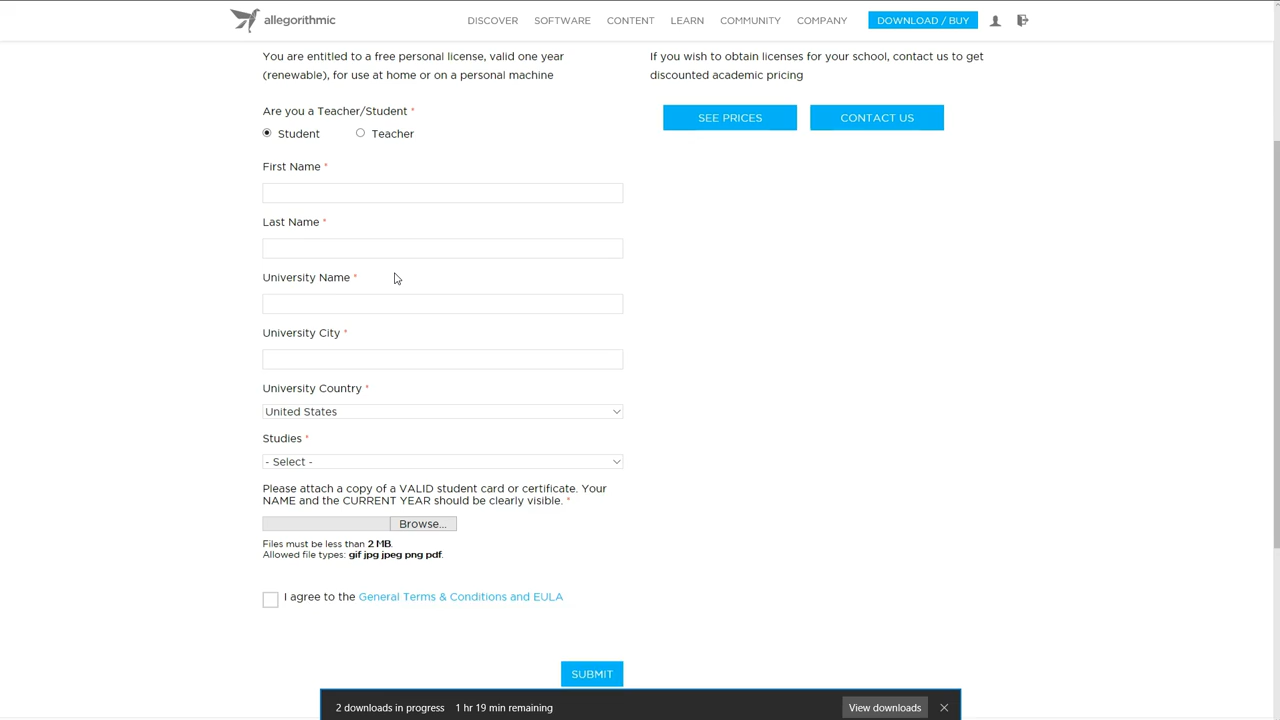 allegorithmic
DISCOVER SOFTWARE CONTENT LEARN COMMUNITY COMPANY DOWNLOAD / BUY
You are entitled to a free personal license, valid one year
(renewable), for use at home or on a personal machine
Are you a Teacher/Student *
Student Teacher
First Name *
Last Name *
University Name *
University City *
University Country *
United States
Studies *
- Select -
Please attach a copy of a VALID student card or certificate. Your
NAME and the CURRENT YEAR should be clearly visible. *
Browse...
Files must be less than 2 MB.
Allowed file types: gif jpg jpeg png pdf.
I agree to the General Terms & Conditions and EULA
SUBMIT
If you wish to obtain licenses for your school, contact us to get
discounted academic pricing
SEE PRICES CONTACT US
2 downloads in progress 1 hr 19 min remaining View downloads